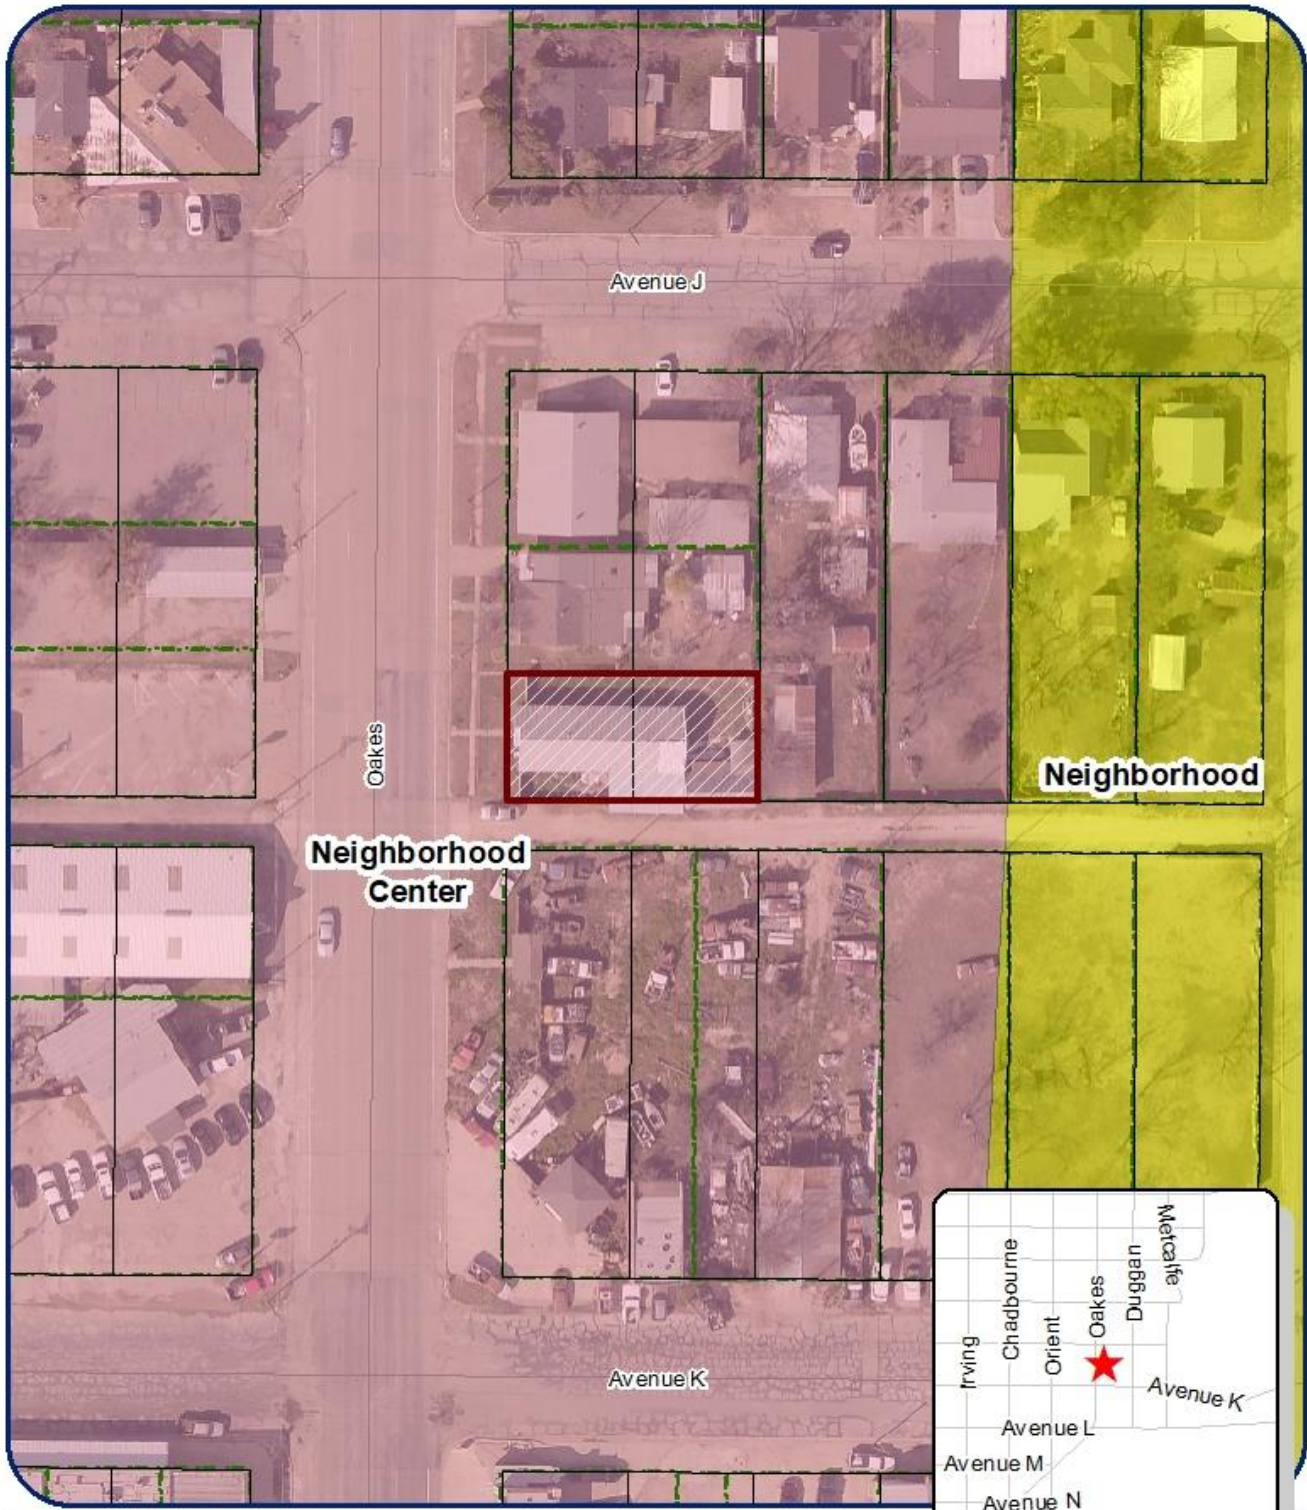 Avenue J
Oakes
Neighborhood
Neighborhood
Center
Avenue K
Metcalfe
Duggan
Oakes
Chadbourne
Orient
Irving
Avenue K
Avenue L
Avenue M
Avenue N